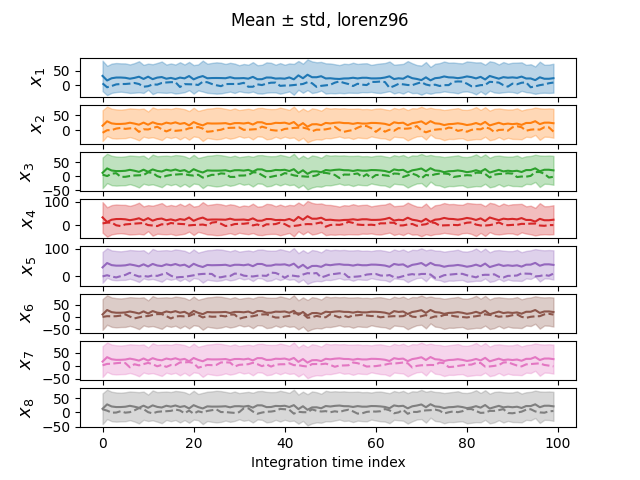 Mean ± std, lorenz96
x₁
50
0
x₂
50
0
x₃
50
0
−50
x₄
100
0
x₅
100
0
x₆
50
0
−50
x₇
50
0
−50
x₈
50
0
−50
0 20 40 60 80 100
Integration time index